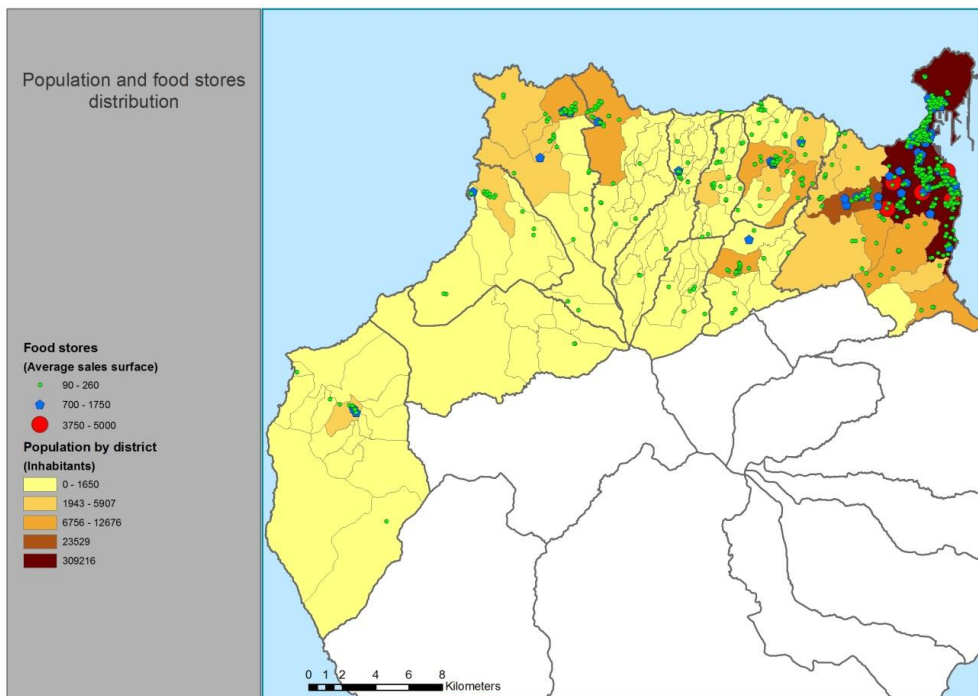 Population and food stores
distribution
Food stores
(Average sales surface)
90 - 260
700 - 1750
3750 - 5000
Population by district
(Inhabitants)
0 - 1650
1943 - 5907
6756 - 12676
23529
309216
0 1 2 4 6 8
Kilometers